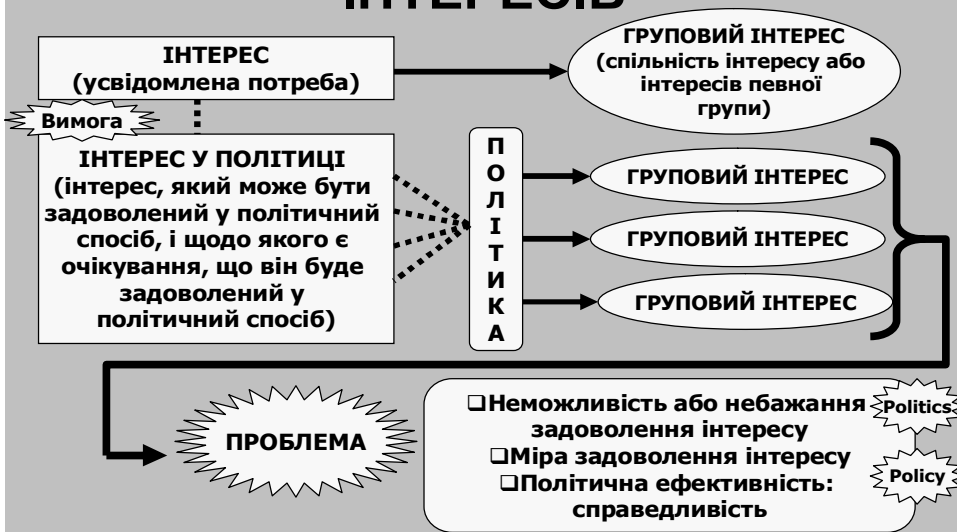 ІНТЕРЕСІВ
ІНТЕРЕС
(усвідомлена потреба)
ГРУПОВИЙ ІНТЕРЕС
(спільність інтересу або
інтересів певної
групи)
Вимога
ІНТЕРЕС У ПОЛІТИЦІ
(інтерес, який може бути
задоволений у політичний
спосіб, і щодо якого є
очікування, що він буде
задоволений у
політичний спосіб)
П
О
Л
І
Т
И
К
А
ГРУПОВИЙ ІНТЕРЕС
ГРУПОВИЙ ІНТЕРЕС
ГРУПОВИЙ ІНТЕРЕС
ПРОБЛЕМА
❑Неможливість або небажання
задоволення інтересу
❑Міра задоволення інтересу
❑Політична ефективність:
справедливість
Politics
Policy